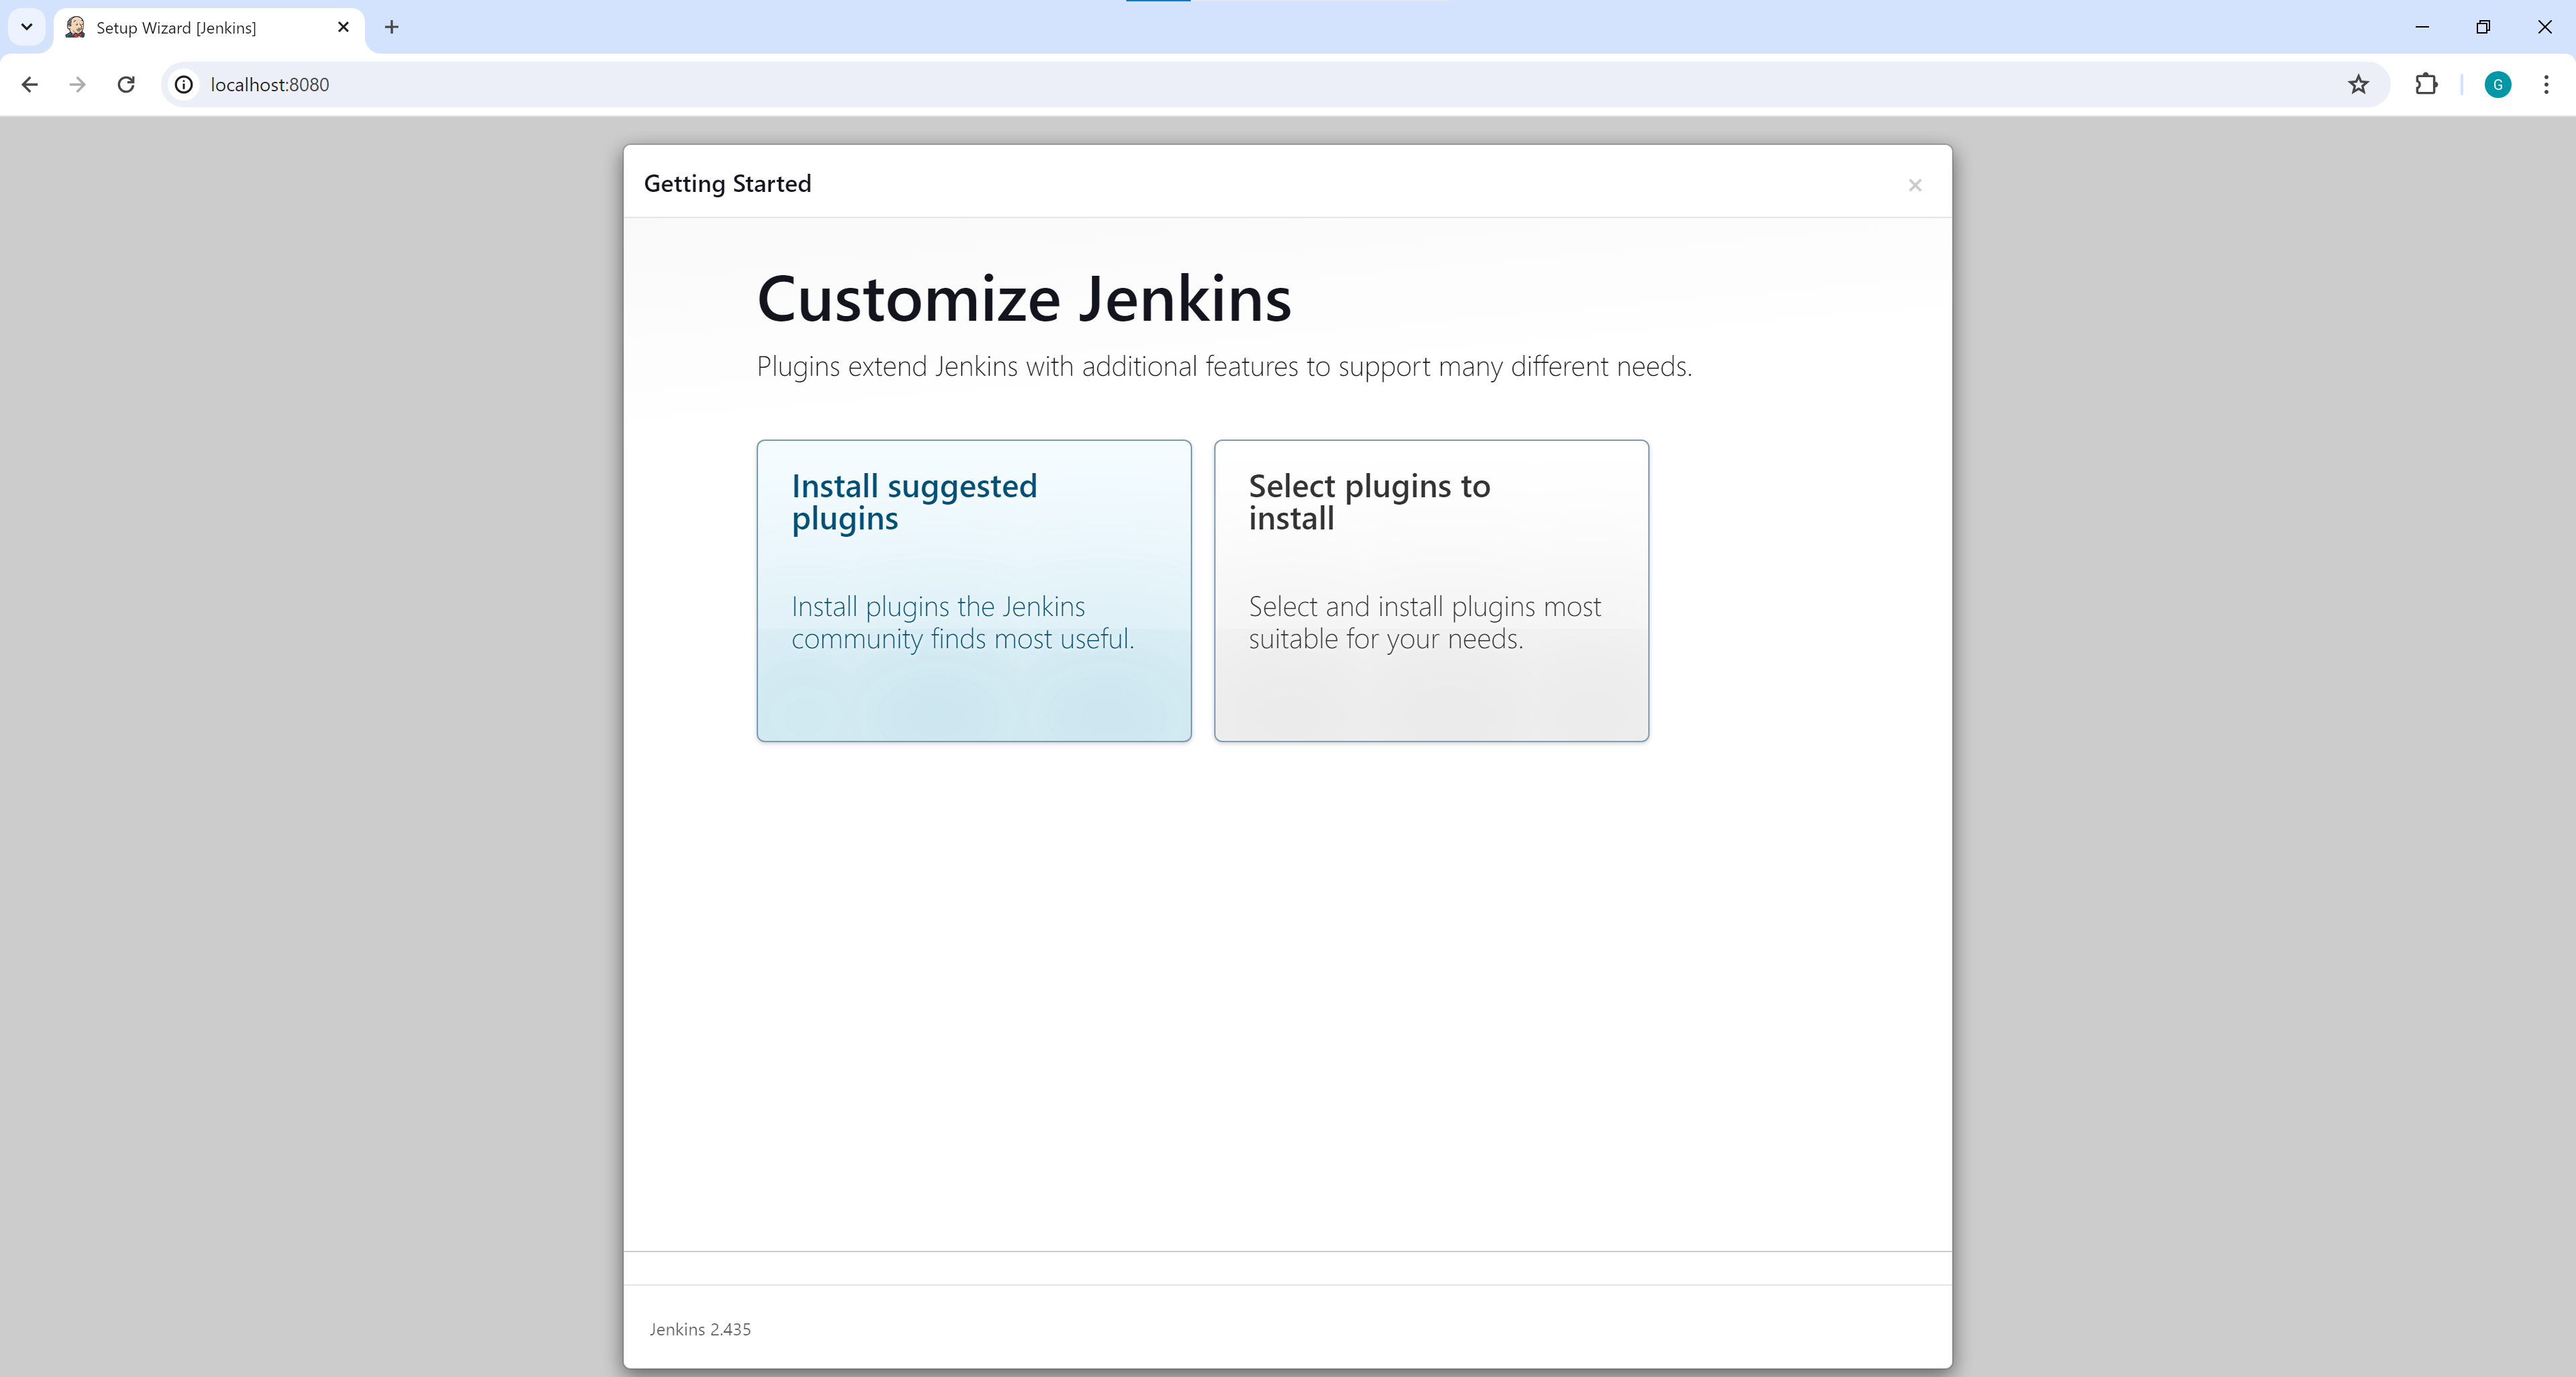 Setup Wizard [Jenkins]
localhost:8080
G
Getting Started
Customize Jenkins
Plugins extend Jenkins with additional features to support many different needs.
Install suggested
plugins
Install plugins the Jenkins
community finds most useful.
Select plugins to
install
Select and install plugins most
suitable for your needs.
Jenkins 2.435